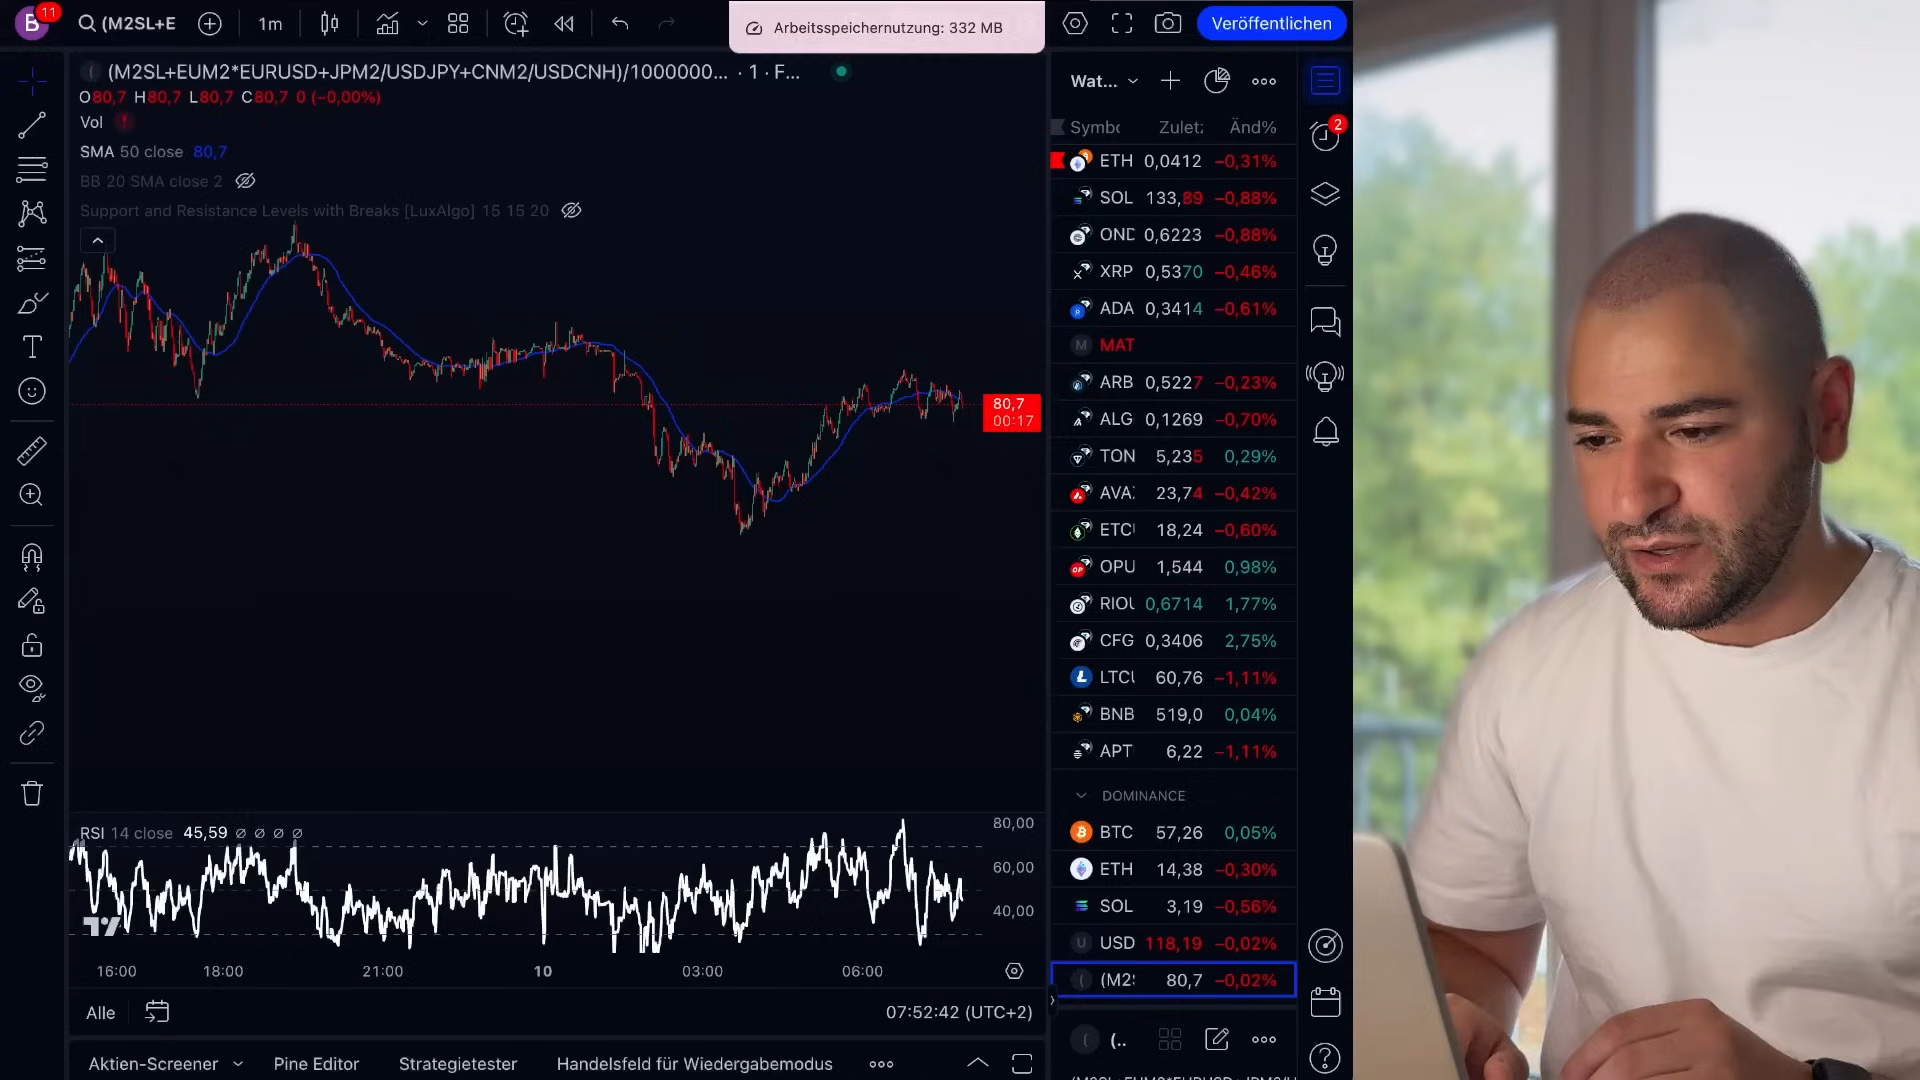 B 11 (M2SL+E 1m Arbeitsspeichernutzung: 332 MB Veröffentlichen
(M2SL+EUM2*EURUSD+JPM2/USDJPY+CNM2/USDCNH)/1000000... · 1 · F...
O80,7 H80,7 L80,7 C80,7 0 (−0,00%)
Vol
SMA 50 close 80,7
BB 20 SMA close 2
Support and Resistance Levels with Breaks [LuxAlgo] 15 15 20
80,7
00:17
RSI 14 close 45,59 ∅ ∅ ∅ ∅
80,00
60,00
40,00
16:00 18:00 21:00 10 03:00 06:00
Alle 07:52:42 (UTC+2)
Aktien-Screener Pine Editor Strategietester Handelsfeld für Wiedergabemodus
Wat...
Zuletz Änd%
2
ETH 0,0412 −0,31%
SOL 133,89 −0,88%
OND 0,6223 −0,88%
XRP 0,5370 −0,46%
ADA 0,3414 −0,61%
M MAT
ARB 0,5227 −0,23%
ALG 0,1269 −0,70%
TON 5,235 0,29%
AVA 23,74 −0,42%
ETC 18,24 −0,60%
OPU 1,544 0,98%
RIOU 0,6714 1,77%
CFG 0,3406 2,75%
LTCU 60,76 −1,11%
BNB 519,0 0,04%
APT 6,22 −1,11%
DOMINANCE
BTC 57,26 0,05%
ETH 14,38 −0,30%
SOL 3,19 −0,56%
U USD 118,19 −0,02%
( (M2 80,7 −0,02%
( (..